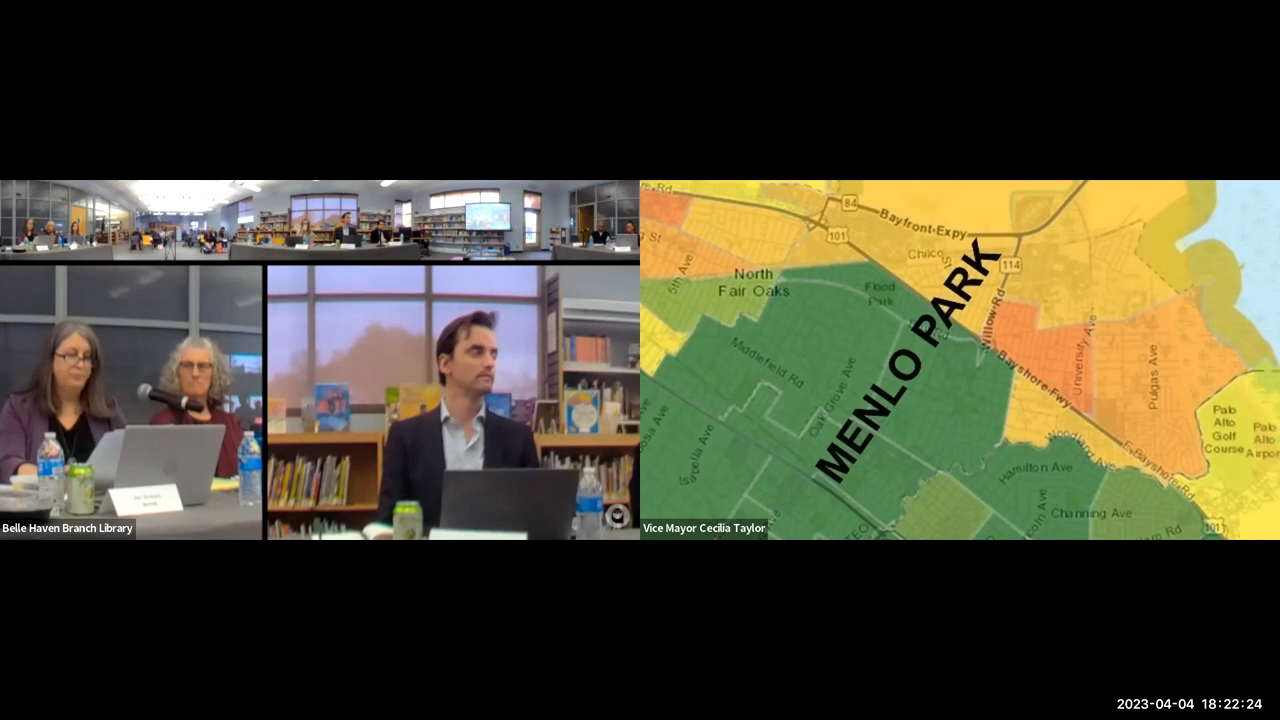 Belle Haven Branch Library
Vice Mayor Cecilia Taylor
MENLO PARK
North
Fair Oaks
5th Ave
84
Bayfront Expy
101
Chilco St
114
Flood
Park
Willow Rd
University Ave
Pulgas Ave
Bayshore Fwy
E Bayshore Rd
Middlefield Rd
Oak Grove Ave
Hamilton Ave
Channing Ave
Palo
Alto
Golf
Course
Palo
Alto
Airport
101
2023-04-04 18:22:24